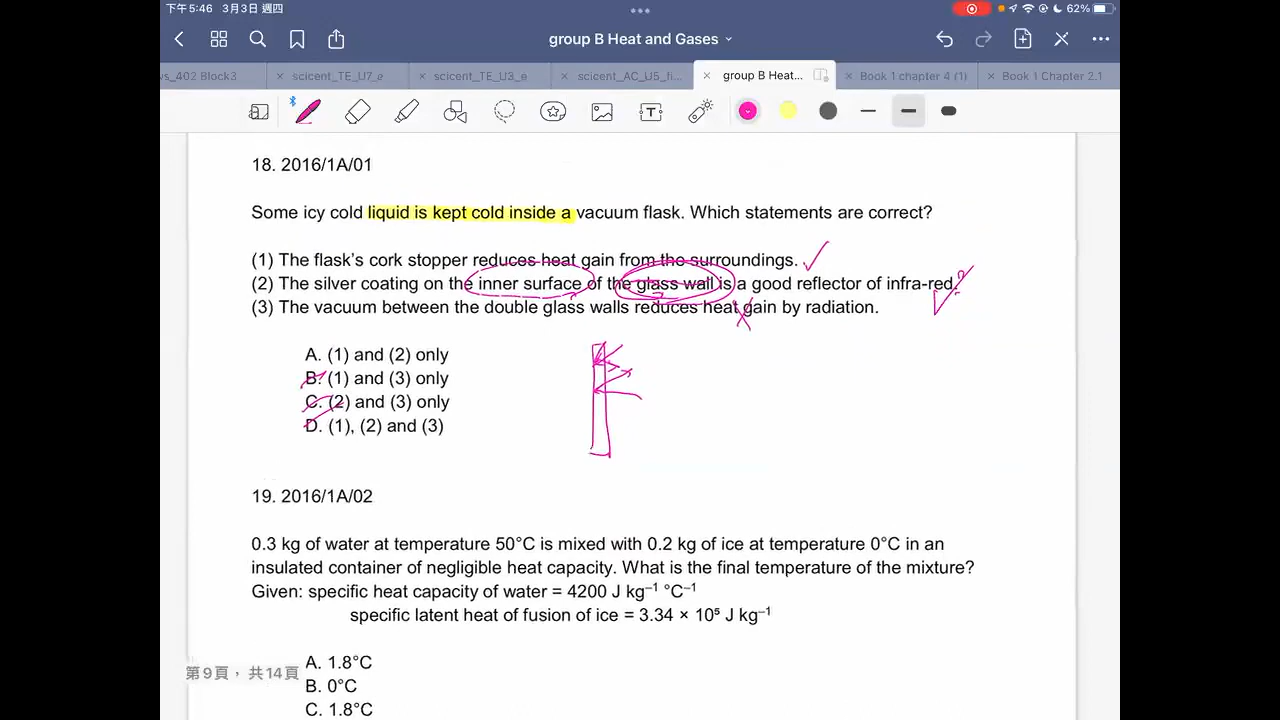 下午5:46 3月3日 週四
62%
group B Heat and Gases
ws_402 Block3
scicent_TE_U7_e
scicent_TE_U3_e
scicent_AC_U5_fi...
group B Heat...
Book 1 chapter 4 (1)
Book 1 Chapter 2.1
18. 2016/1A/01
Some icy cold liquid is kept cold inside a vacuum flask. Which statements are correct?
(1) The flask's cork stopper reduces heat gain from the surroundings.
(2) The silver coating on the inner surface of the glass wall is a good reflector of infra-red.
(3) The vacuum between the double glass walls reduces heat gain by radiation.
A. (1) and (2) only
B. (1) and (3) only
C. (2) and (3) only
D. (1), (2) and (3)
19. 2016/1A/02
0.3 kg of water at temperature 50°C is mixed with 0.2 kg of ice at temperature 0°C in an
insulated container of negligible heat capacity. What is the final temperature of the mixture?
Given: specific heat capacity of water = 4200 J kg⁻¹ °C⁻¹
specific latent heat of fusion of ice = 3.34 × 10⁵ J kg⁻¹
第9頁，共14頁
A. 1.8°C
B. 0°C
C. 1.8°C